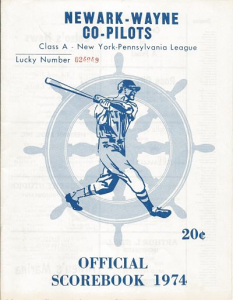 NEWARK-WAYNE
CO-PILOTS
Class A - New York-Pennsylvania League
Lucky Number
20¢
OFFICIAL
SCOREBOOK 1974